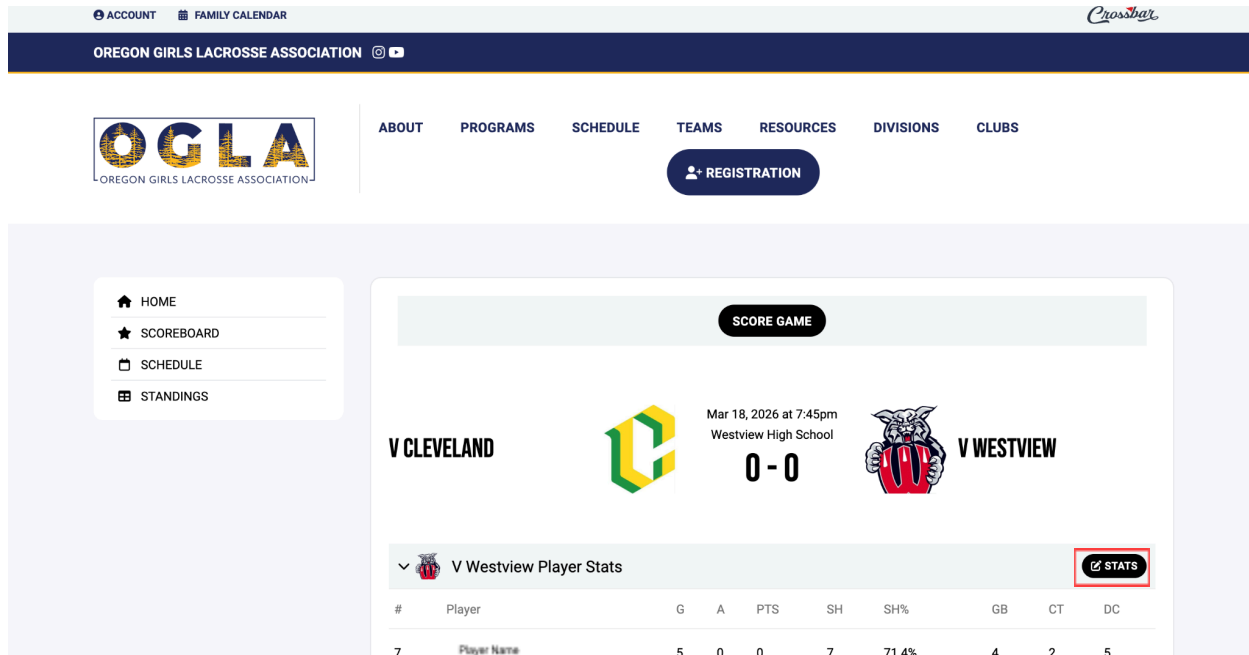 ACCOUNT FAMILY CALENDAR Crossbar
OREGON GIRLS LACROSSE ASSOCIATION
OGLA
OREGON GIRLS LACROSSE ASSOCIATION
ABOUT PROGRAMS SCHEDULE TEAMS RESOURCES DIVISIONS CLUBS
REGISTRATION
HOME
SCOREBOARD
SCHEDULE
STANDINGS
SCORE GAME
V CLEVELAND
Mar 18, 2026 at 7:45pm
Westview High School
0 - 0
V WESTVIEW
V Westview Player Stats STATS
# Player G A PTS SH SH% GB CT DC
7 Player Name 5 0 0 7 71.4% 4 2 5